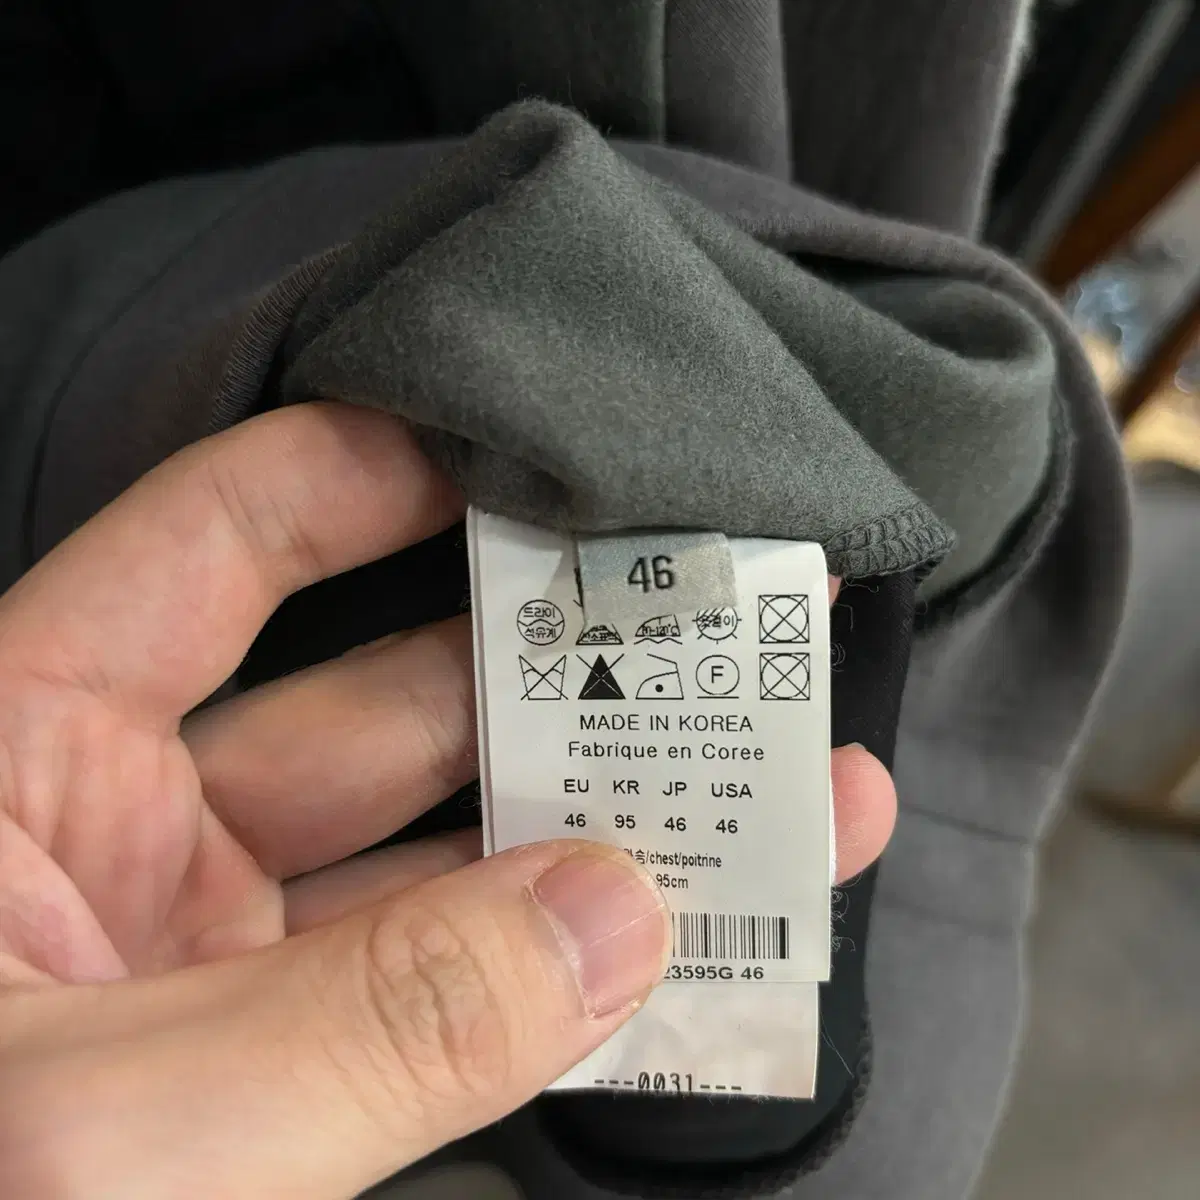 46
드라이
석유계
F
MADE IN KOREA
Fabrique en Coree
EU KR JP USA
46 95 46 46
/chest/poitrine
95cm
23595G 46
---0031---